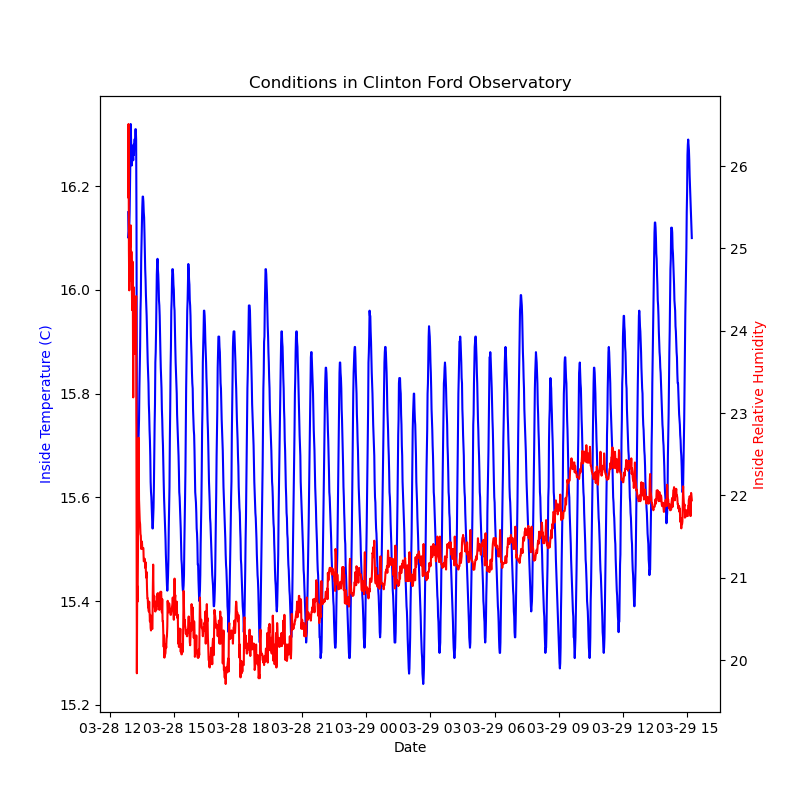 Conditions in Clinton Ford Observatory
Inside Temperature (C)
16.2
16.0
15.8
15.6
15.4
15.2
26
25
24
23
22
21
20
Inside Relative Humidity
03-28 12 03-28 15 03-28 18 03-28 21 03-29 00 03-29 03 03-29 06 03-29 09 03-29 12 03-29 15
Date